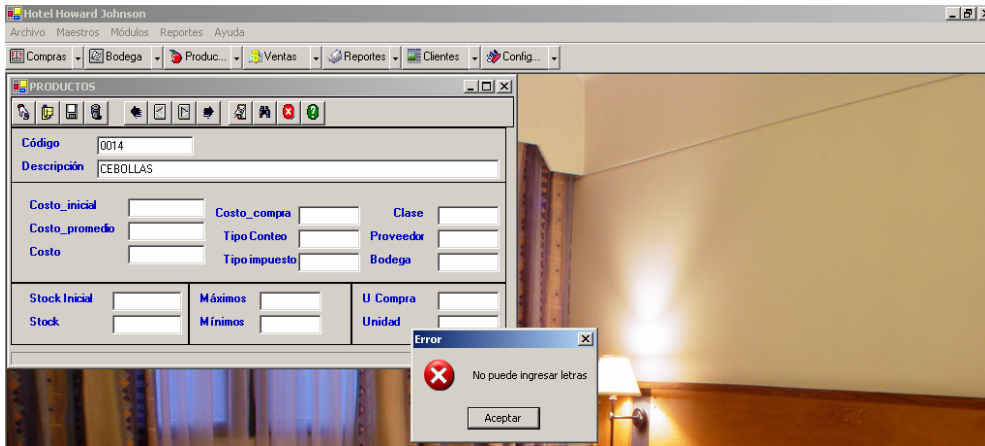 Hotel Howard Johnson
Archivo Maestros Módulos Reportes Ayuda
Compras Bodega Produc... Ventas Reportes Clientes Config...
PRODUCTOS
Código 0014
Descripción CEBOLLAS
Costo_inicial Costo_compra Clase
Costo_promedio Tipo Conteo Proveedor
Costo Tipo impuesto Bodega
Stock Inicial Máximos U Compra
Stock Mínimos Unidad
Error
No puede ingresar letras
Aceptar